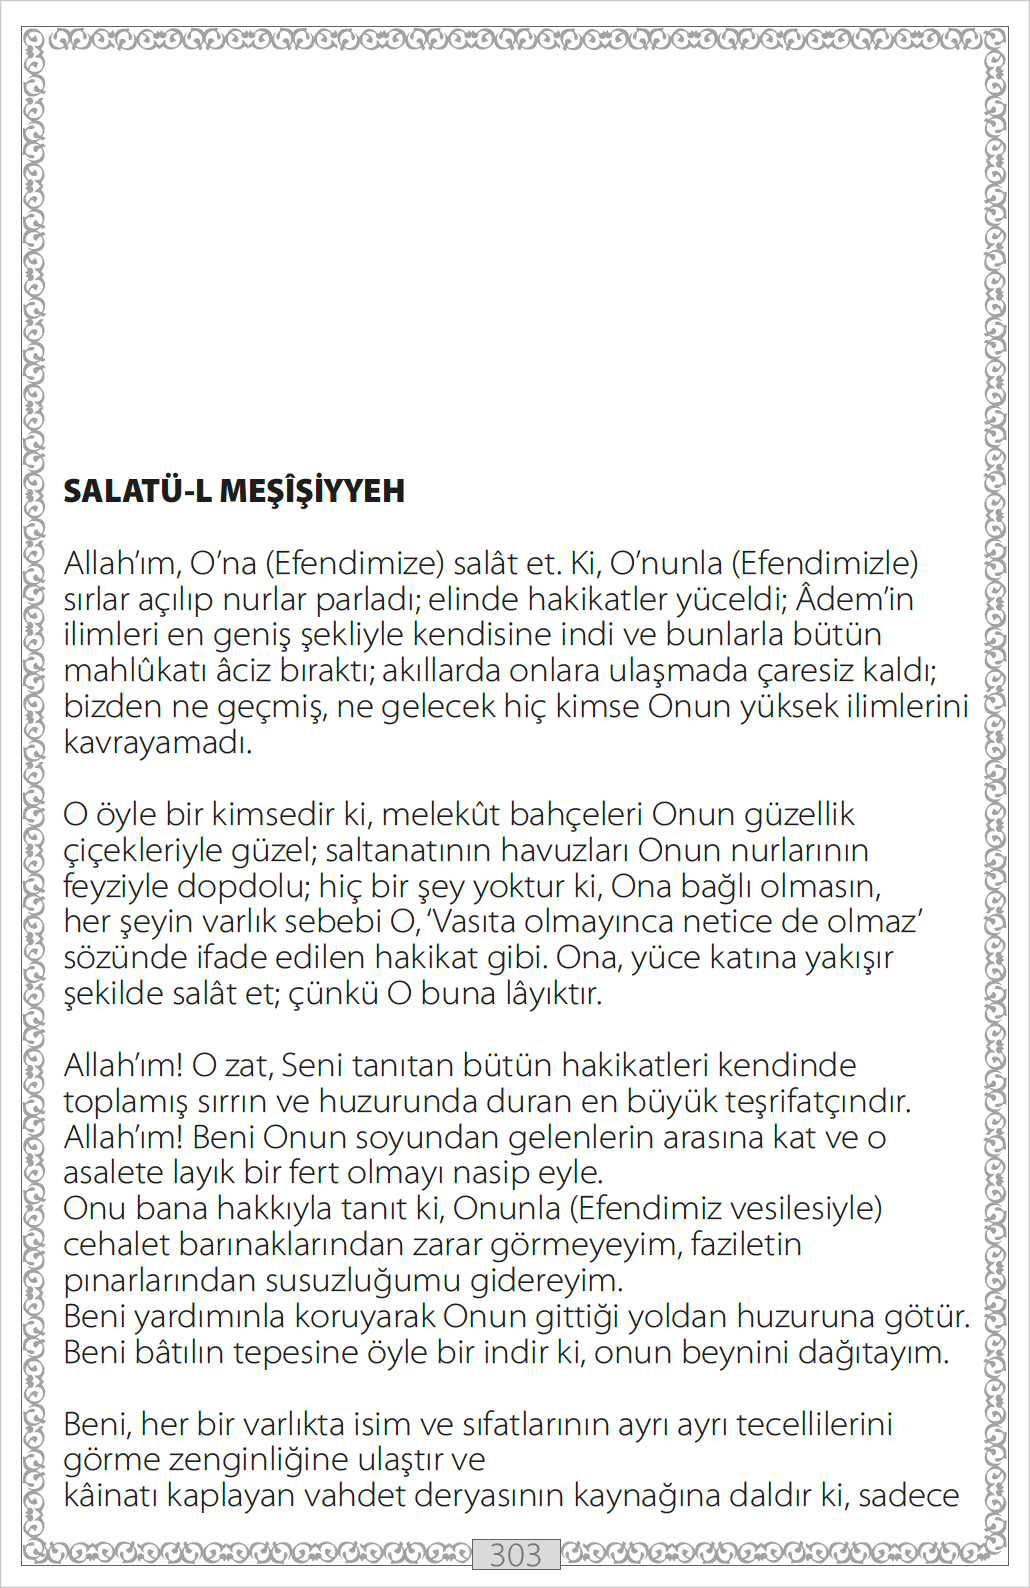 SALATÜ-L MEŞÎŞİYYEH
Allah’ım, O’na (Efendimize) salât et. Ki, O’nunla (Efendimizle)
sırlar açılıp nurlar parladı; elinde hakikatler yüceldi; Âdem’in
ilimleri en geniş şekliyle kendisine indi ve bunlarla bütün
mahlûkatı âciz bıraktı; akıllarda onlara ulaşmada çaresiz kaldı;
bizden ne geçmiş, ne gelecek hiç kimse Onun yüksek ilimlerini
kavrayamadı.
O öyle bir kimsedir ki, melekût bahçeleri Onun güzellik
çiçekleriyle güzel; saltanatının havuzları Onun nurlarının
feyziyle dopdolu; hiç bir şey yoktur ki, Ona bağlı olmasın,
her şeyin varlık sebebi O, ‘Vasıta olmayınca netice de olmaz’
sözünde ifade edilen hakikat gibi. Ona, yüce katına yakışır
şekilde salât et; çünkü O buna lâyıktır.
Allah’ım! O zat, Seni tanıtan bütün hakikatleri kendinde
toplamış sırrın ve huzurunda duran en büyük teşrifatçındır.
Allah’ım! Beni Onun soyundan gelenlerin arasına kat ve o
asalete layık bir fert olmayı nasip eyle.
Onu bana hakkıyla tanıt ki, Onunla (Efendimiz vesilesiyle)
cehalet barınaklarından zarar görmeyeyim, faziletin
pınarlarından susuzluğumu gidereyim.
Beni yardımınla koruyarak Onun gittiği yoldan huzuruna götür.
Beni bâtılın tepesine öyle bir indir ki, onun beynini dağıtayım.
Beni, her bir varlıkta isim ve sıfatlarının ayrı ayrı tecellilerini
görme zenginliğine ulaştır ve
kâinatı kaplayan vahdet deryasının kaynağına daldır ki, sadece
303